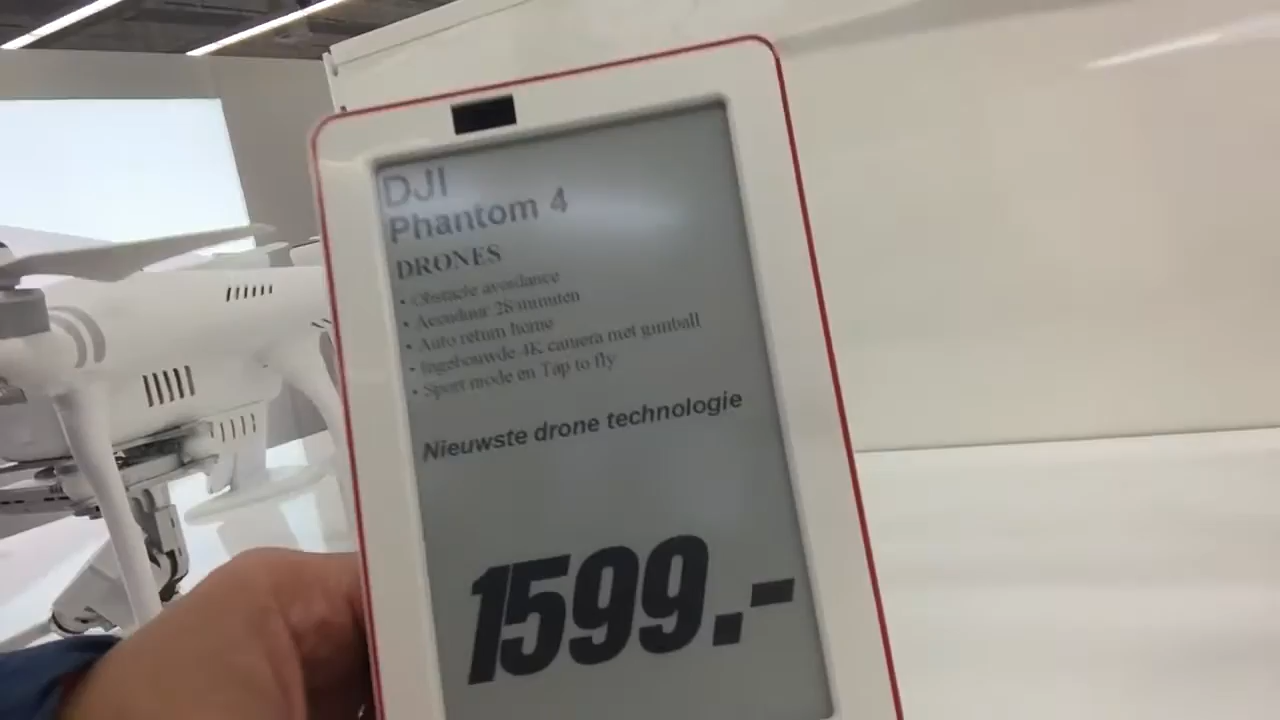 DJI
Phantom 4
DRONES
• Obstacle avoidance
• Accuduur 28 minuten
• Auto return home
• Ingebouwde 4K camera met gimball
• Sport mode en Tap to fly
Nieuwste drone technologie
1599.-